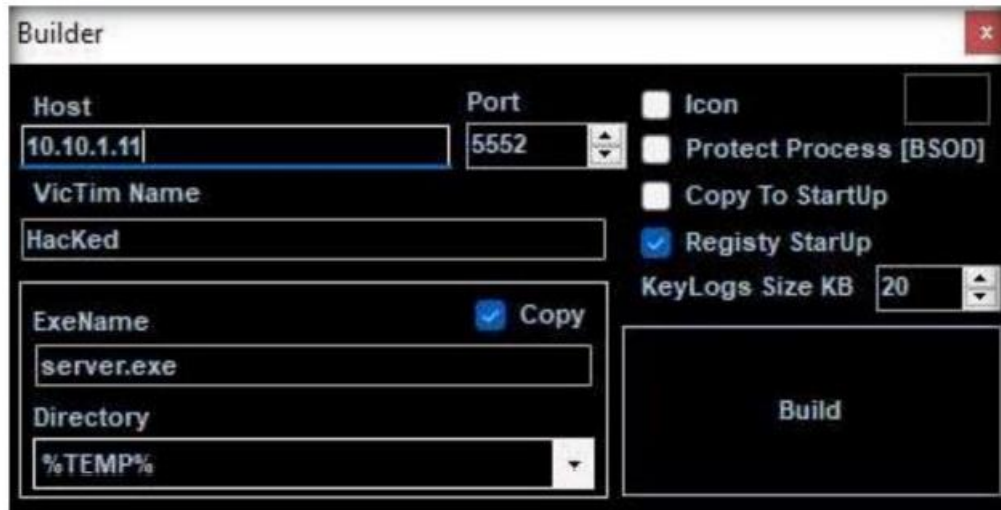 Builder
x
Host
Port
Icon
10.10.1.11
5552
Protect Process [BSOD]
VicTim Name
Copy To StartUp
HacKed
Registy StarUp
KeyLogs Size KB
20
ExeName
Copy
server.exe
Build
Directory
%TEMP%